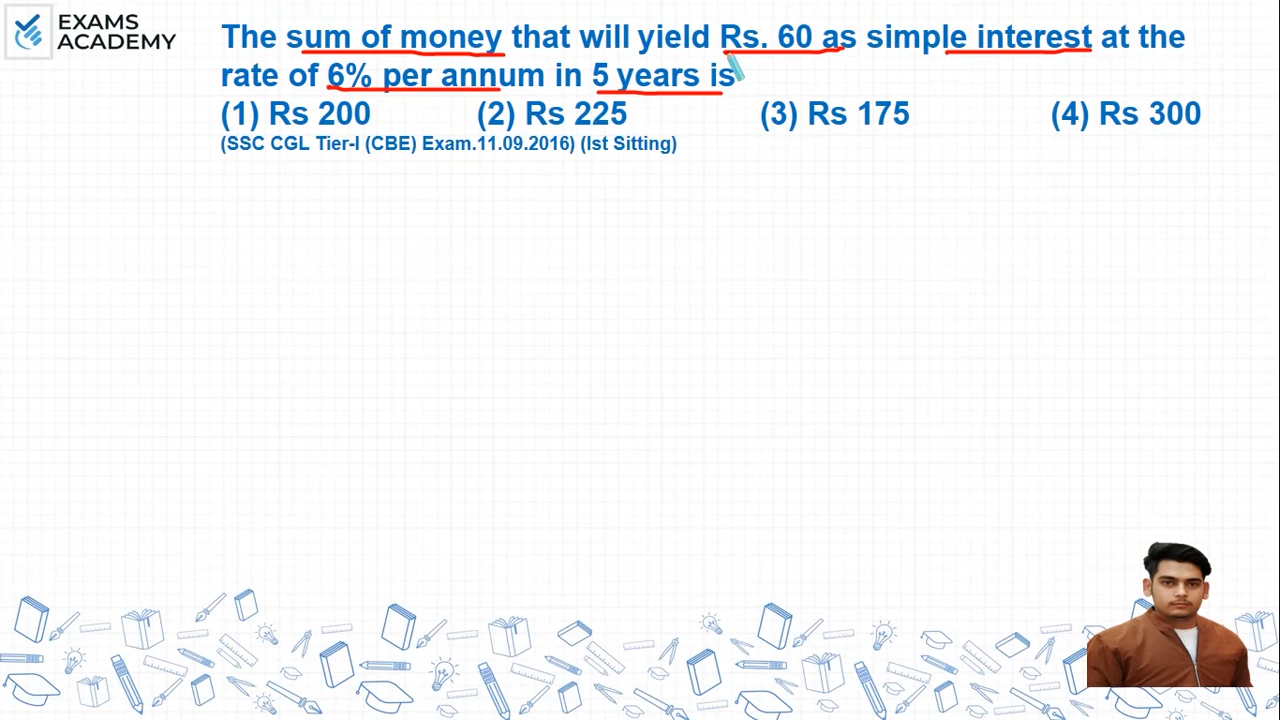 EXAMS
ACADEMY
The sum of money that will yield Rs. 60 as simple interest at the
rate of 6% per annum in 5 years is
(1) Rs 200 (2) Rs 225 (3) Rs 175 (4) Rs 300
(SSC CGL Tier-I (CBE) Exam.11.09.2016) (Ist Sitting)